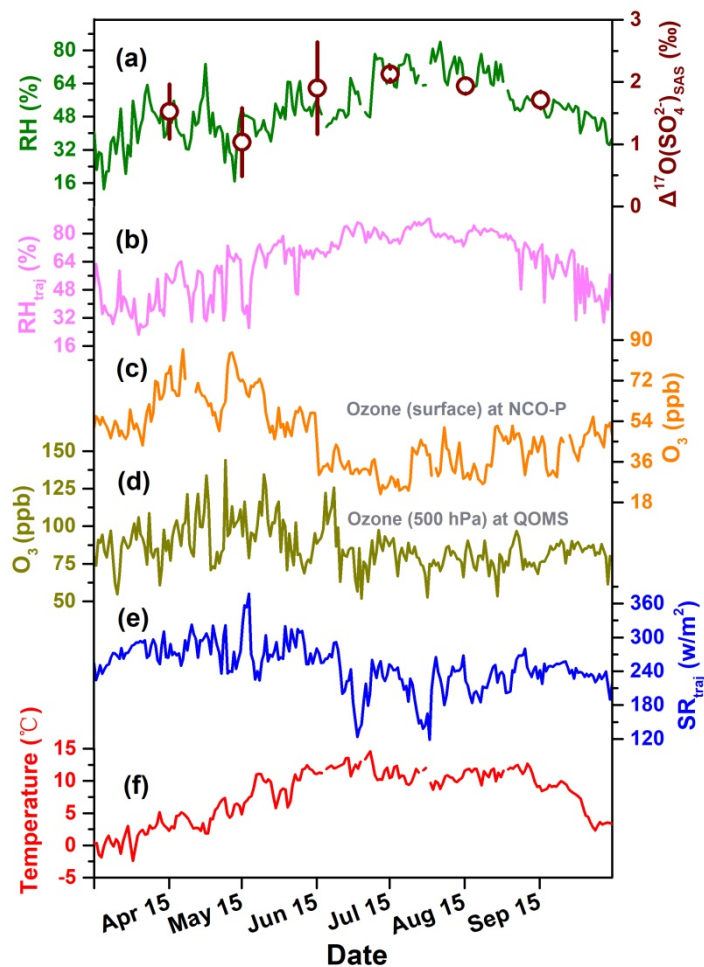 (a)
RH (%)
80
64
48
32
16
3
2
1
0
Δ¹⁷O(SO₄²⁻)SAS (‰)
(b)
RHtraj (%)
80
64
48
32
16
(c)
90
72
54
36
18
O₃ (ppb)
Ozone (surface) at NCO-P
(d)
O₃ (ppb)
150
125
100
75
50
Ozone (500 hPa) at QOMS
(e)
360
300
240
180
120
SRtraj (w/m²)
(f)
Temperature (℃)
15
10
5
0
-5
Apr 15 May 15 Jun 15 Jul 15 Aug 15 Sep 15
Date